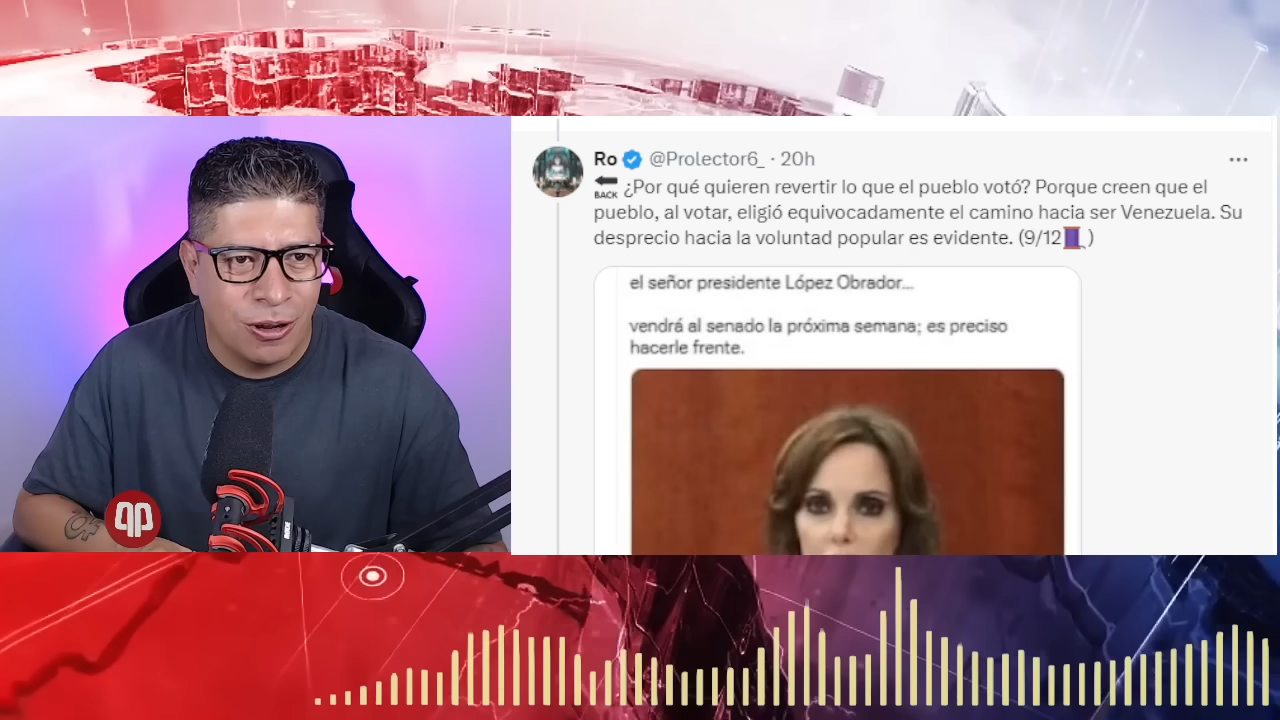 Ro @Prolector6_ · 20h
BACK ¿Por qué quieren revertir lo que el pueblo votó? Porque creen que el
pueblo, al votar, eligió equivocadamente el camino hacia ser Venezuela. Su
desprecio hacia la voluntad popular es evidente. (9/12🧵)
el señor presidente López Obrador...
vendrá al senado la próxima semana; es preciso
hacerle frente.